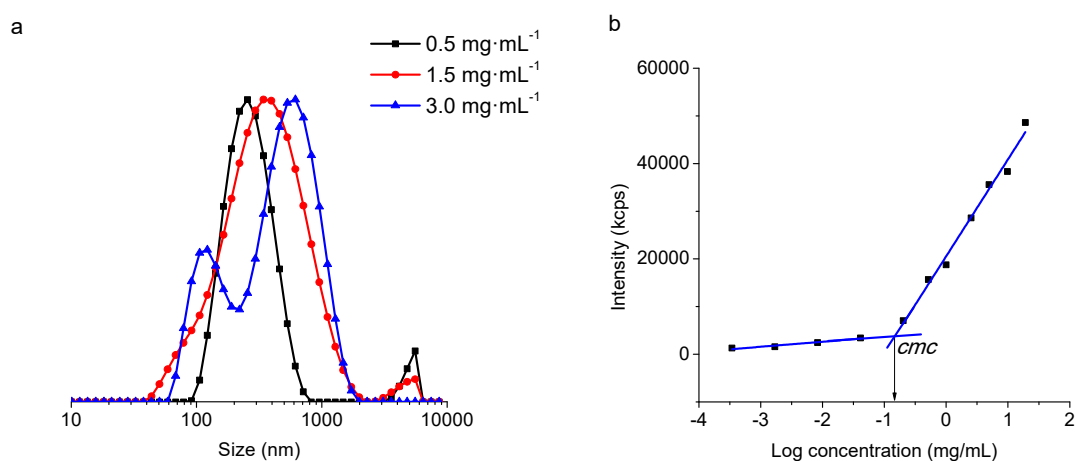 a
0.5 mg·mL⁻¹
1.5 mg·mL⁻¹
3.0 mg·mL⁻¹
10 100 1000 10000
Size (nm)
b
60000
40000
20000
0
Intensity (kcps)
cmc
-4 -3 -2 -1 0 1 2
Log concentration (mg/mL)